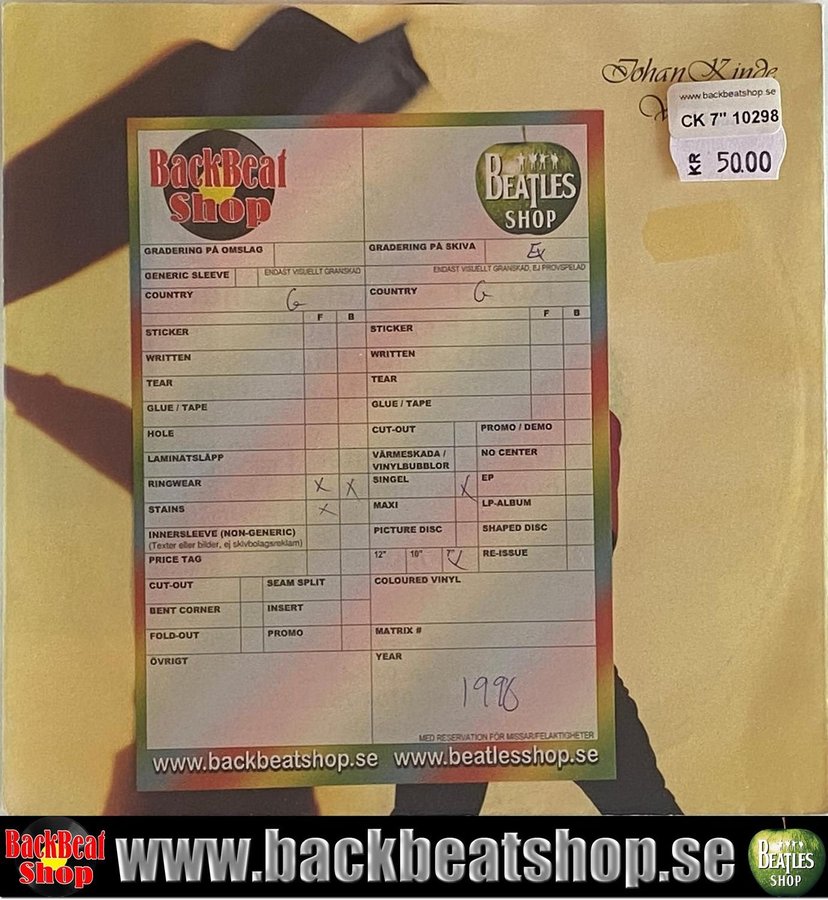 Johan Kinde
www.backbeatshop.se
CK 7" 10298
KR 50.00
BackBeat Shop
BEATLES SHOP
GRADERING PÅ OMSLAG
GRADERING PÅ SKIVA Ex
GENERIC SLEEVE ENDAST VISUELLT GRANSKAD
ENDAST VISUELLT GRANSKAD, EJ PROVSPELAD
COUNTRY G
COUNTRY G
F B
F B
STICKER
STICKER
WRITTEN
WRITTEN
TEAR
TEAR
GLUE / TAPE
GLUE / TAPE
HOLE
CUT-OUT PROMO / DEMO
LAMINATSLÄPP
VÄRMESKADA / VINYLBUBBLOR NO CENTER
RINGWEAR X X
SINGEL X EP
STAINS X
MAXI LP-ALBUM
INNERSLEEVE (NON-GENERIC)
(Texter eller bilder, ej skivbolagsreklam)
PICTURE DISC SHAPED DISC
PRICE TAG
12" 10" 7" X RE-ISSUE
CUT-OUT SEAM SPLIT
COLOURED VINYL
BENT CORNER INSERT
FOLD-OUT PROMO
MATRIX #
ÖVRIGT
YEAR
1996
MED RESERVATION FÖR MISSAR/FELAKTIGHETER
www.backbeatshop.se www.beatlesshop.se
BackBeat Shop www.backbeatshop.se BEATLES SHOP